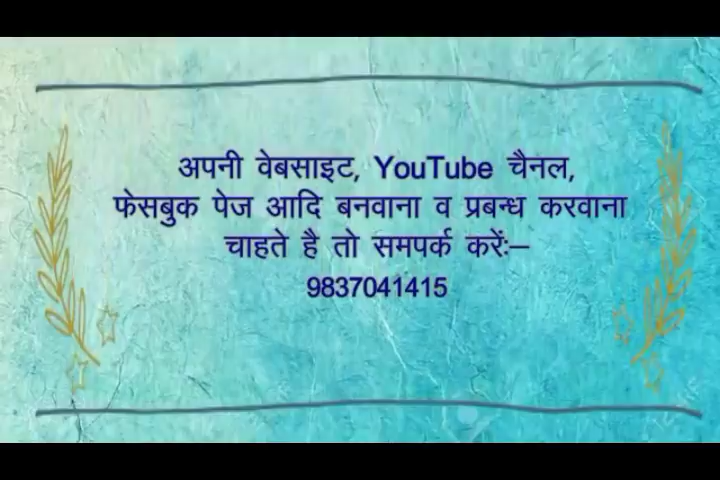 अपनी वेबसाइट, YouTube चैनल,
फेसबुक पेज आदि बनवाना व प्रबन्ध करवाना
चाहते है तो समपर्क करेंः–
9837041415